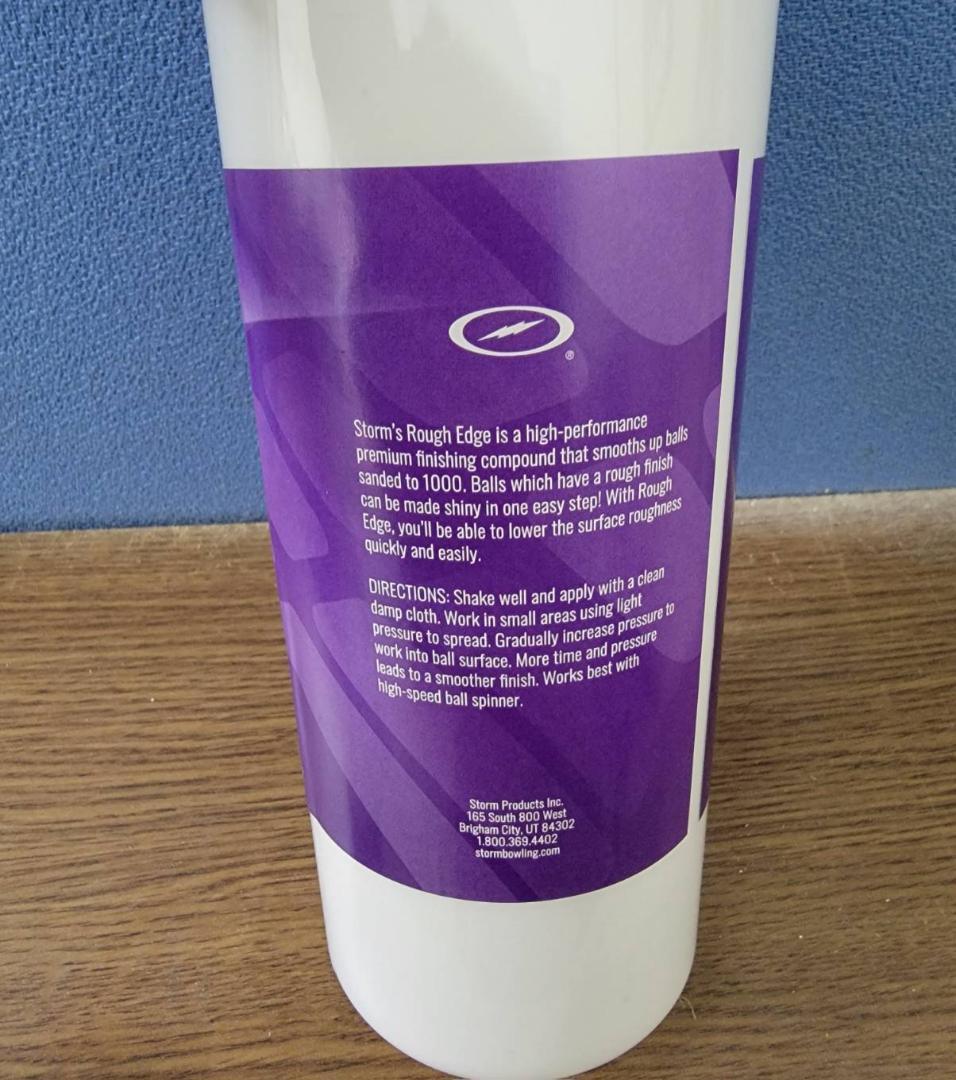 ®
Storm's Rough Edge is a high-performance
premium finishing compound that smooths up balls
sanded to 1000. Balls which have a rough finish
can be made shiny in one easy step! With Rough
Edge, you'll be able to lower the surface roughness
quickly and easily.
DIRECTIONS: Shake well and apply with a clean
damp cloth. Work in small areas using light
pressure to spread. Gradually increase pressure to
work into ball surface. More time and pressure
leads to a smoother finish. Works best with
high-speed ball spinner.
Storm Products Inc.
165 South 800 West
Brigham City, UT 84302
1.800.369.4402
stormbowling.com